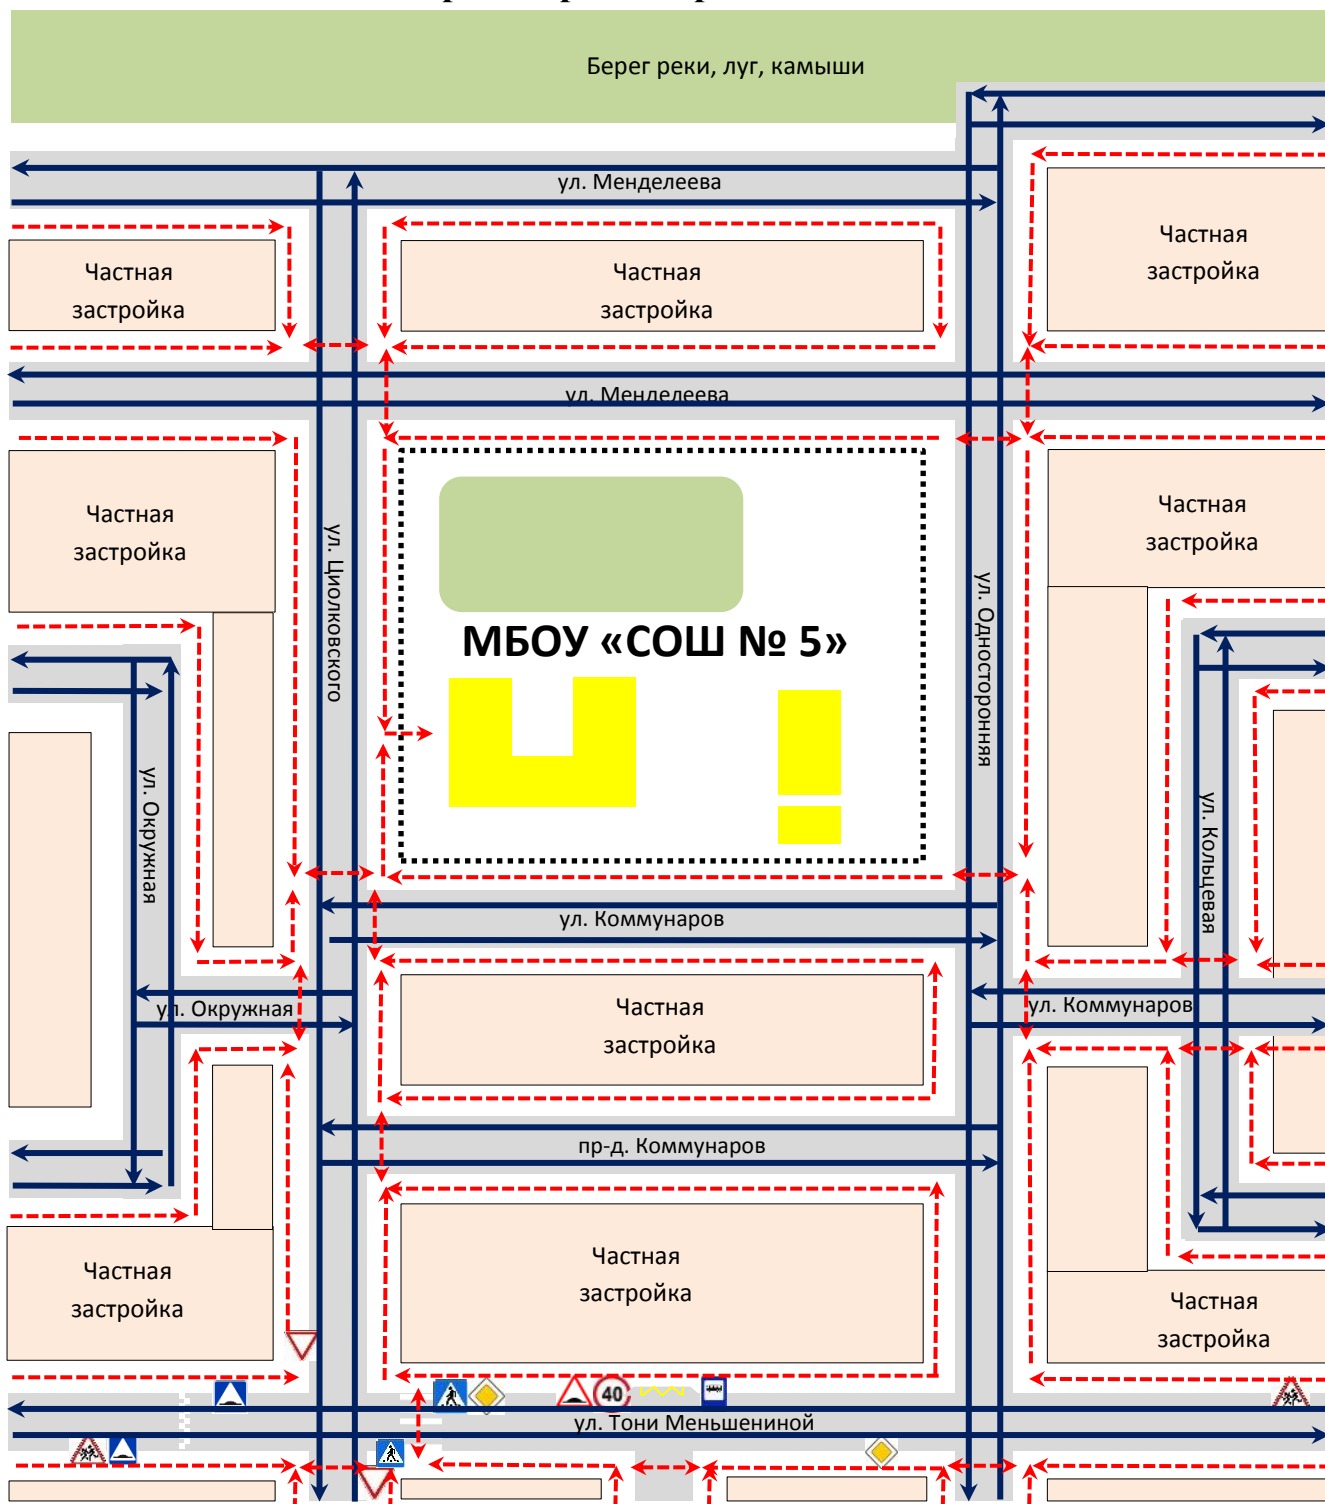 Берег реки, луг, камыши
ул. Менделеева
Частная
застройка
Частная
застройка
Частная
застройка
ул. Менделеева
Частная
застройка
ул. Циолковского
МБОУ «СОШ № 5»
ул. Односторонняя
Частная
застройка
ул. Окружная
ул. Кольцевая
ул. Коммунаров
ул. Окружная
Частная
застройка
ул. Коммунаров
пр-д. Коммунаров
Частная
застройка
Частная
застройка
Частная
застройка
40
ул. Тони Меньшениной